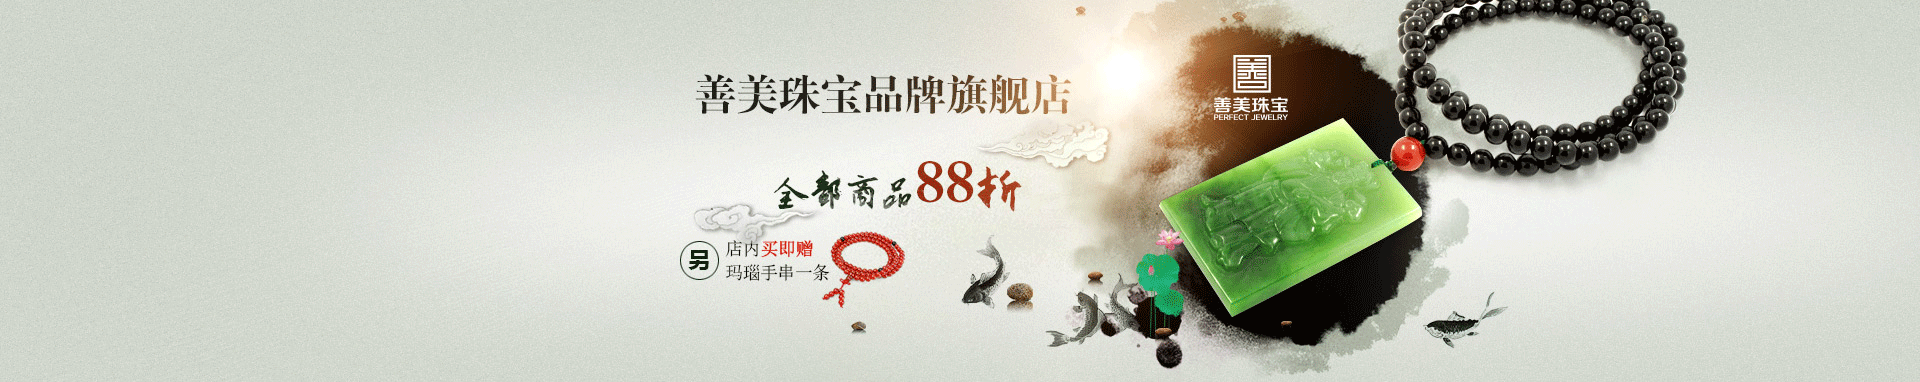 善美珠宝品牌旗舰店
全部商品88折
另
店内买即赠
玛瑙手串一条
善美珠宝
PERFECT JEWELRY